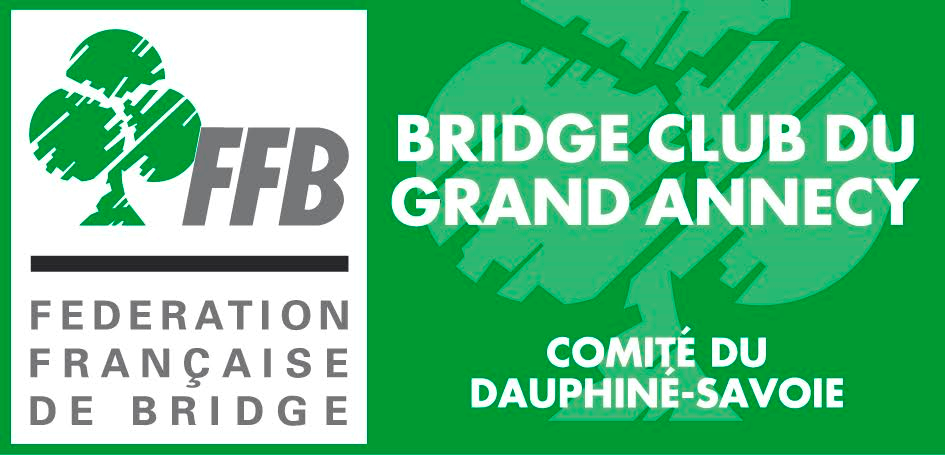 FFB
FEDERATION
FRANÇAISE
DE BRIDGE
BRIDGE CLUB DU
GRAND ANNECY
COMITÉ DU
DAUPHINÉ-SAVOIE